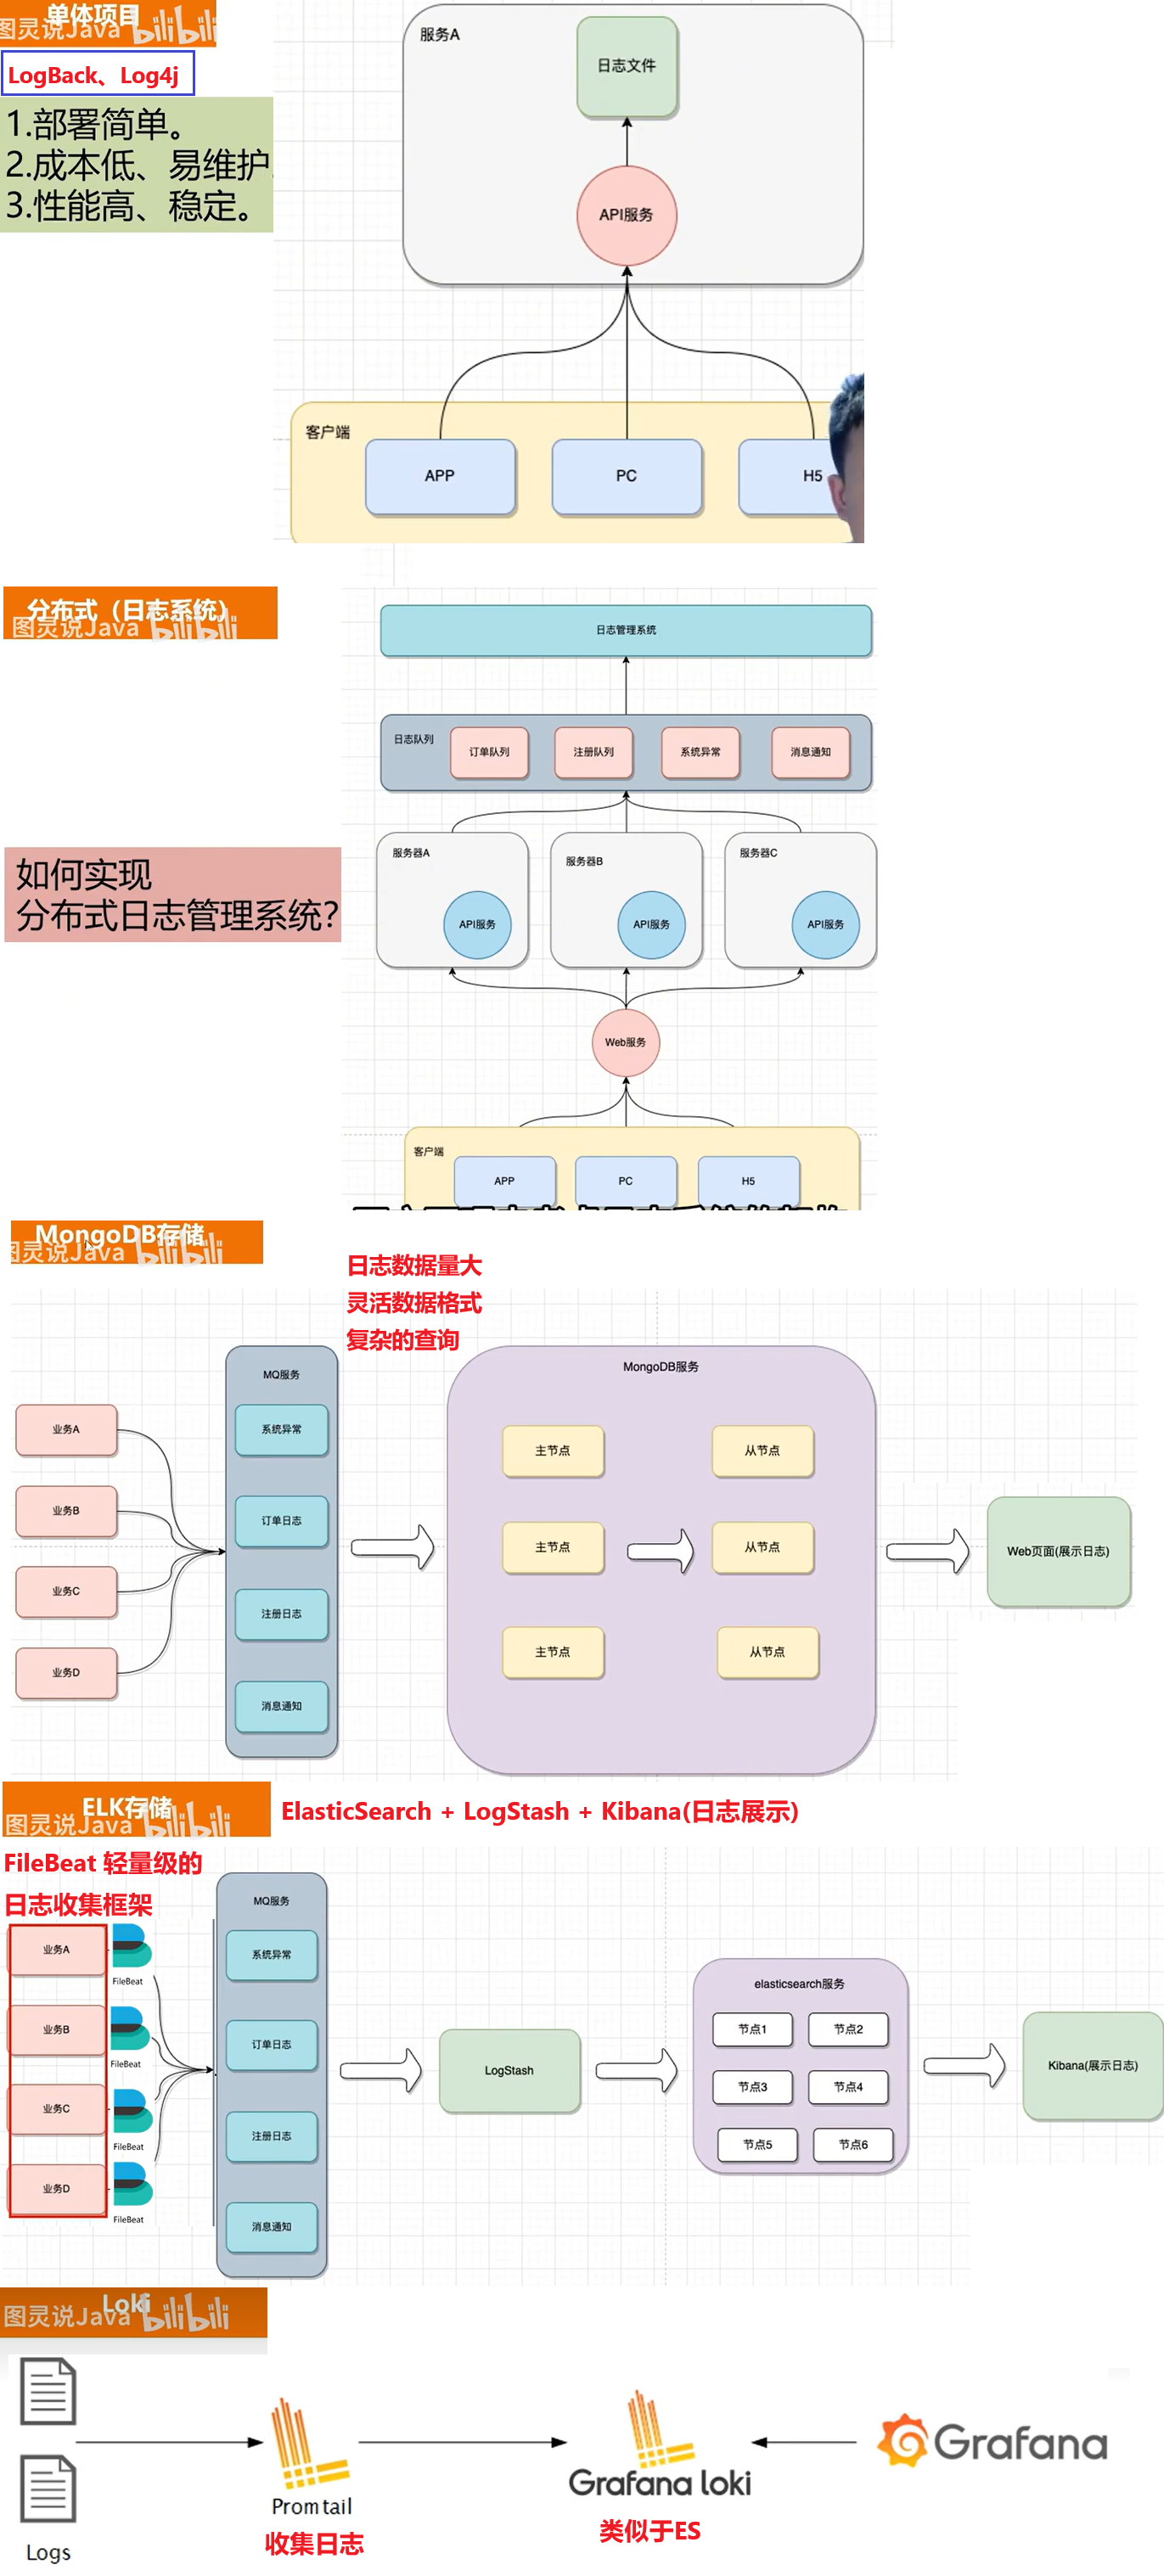 单体项目
图灵说Java bilibili
LogBack、Log4j
1.部署简单。
2.成本低、易维护
3.性能高、稳定。
服务A
日志文件
API服务
客户端
APP
PC
H5
分布式（日志系统）
图灵说Java bilibili
日志管理系统
日志队列
订单队列
注册队列
系统异常
消息通知
如何实现
分布式日志管理系统?
服务器A
API服务
服务器B
API服务
服务器C
API服务
Web服务
客户端
APP
PC
H5
MongoDB存储
图灵说Java bilibili
日志数据量大
灵活数据格式
复杂的查询
业务A
业务B
业务C
业务D
MQ服务
系统异常
订单日志
注册日志
消息通知
MongoDB服务
主节点
从节点
主节点
从节点
主节点
从节点
Web页面(展示日志)
ELK存储
图灵说Java bilibili
ElasticSearch + LogStash + Kibana(日志展示)
FileBeat 轻量级的
日志收集框架
业务A
FileBeat
业务B
FileBeat
业务C
FileBeat
业务D
FileBeat
MQ服务
系统异常
订单日志
注册日志
消息通知
LogStash
elasticsearch服务
节点1
节点2
节点3
节点4
节点5
节点6
Kibana(展示日志)
Loki
图灵说Java bilibili
Logs
Promtail
收集日志
Grafana loki
类似于ES
Grafana